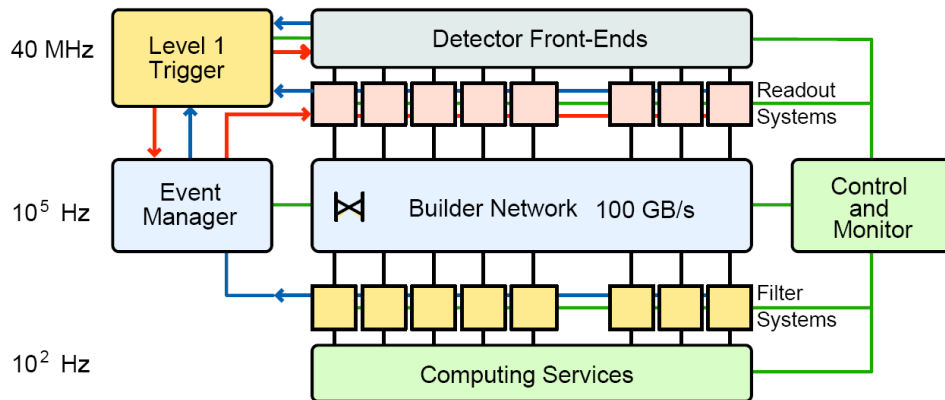 40 MHz
Level 1
Trigger
Detector Front-Ends
Readout
Systems
10⁵ Hz
Event
Manager
Builder Network 100 GB/s
Control
and
Monitor
Filter
Systems
10² Hz
Computing Services